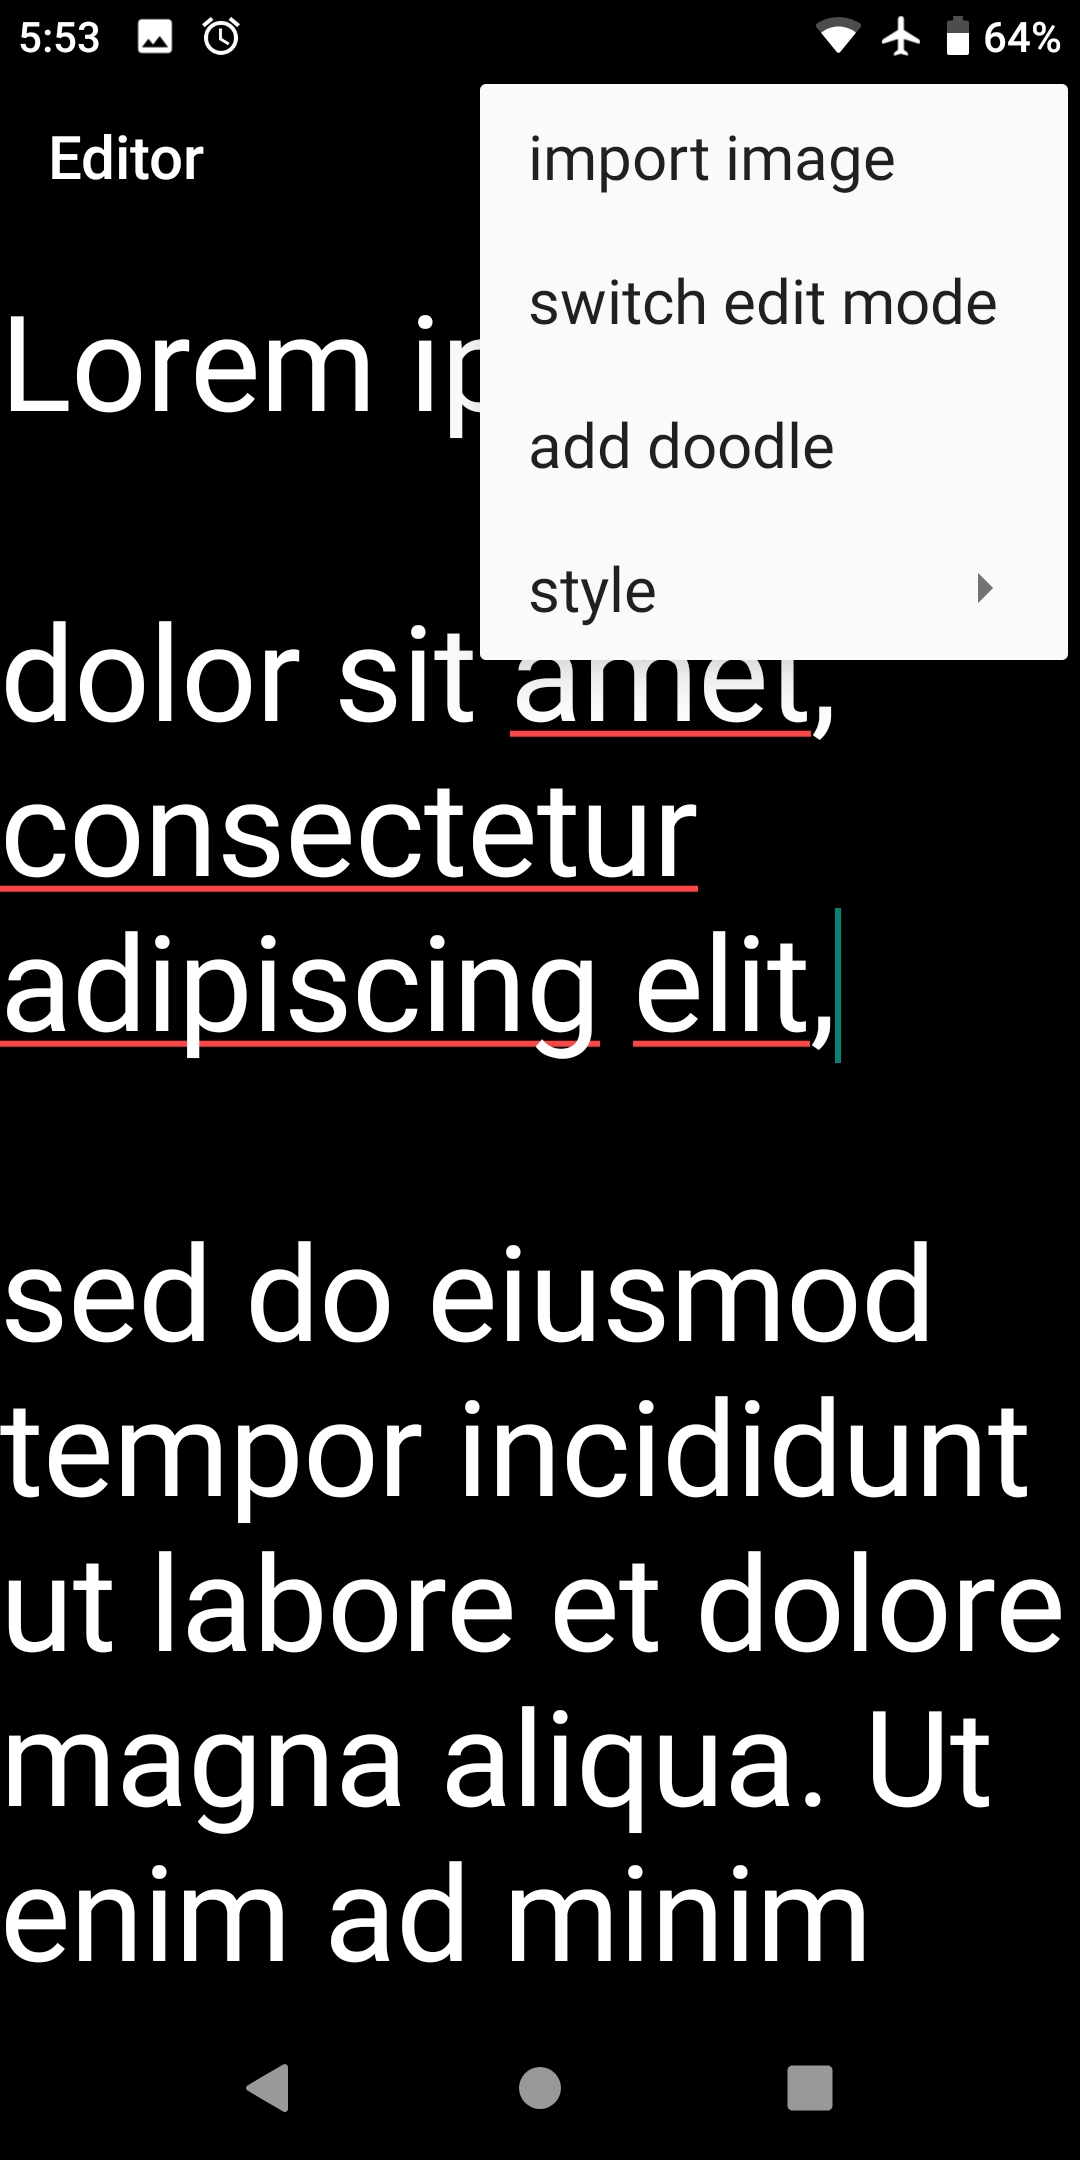 5:53 64%
Editor
import image
switch edit mode
add doodle
style
Lorem
dolor sit amet,
consectetur
adipiscing elit,
sed do eiusmod
tempor incididunt
ut labore et dolore
magna aliqua. Ut
enim ad minim